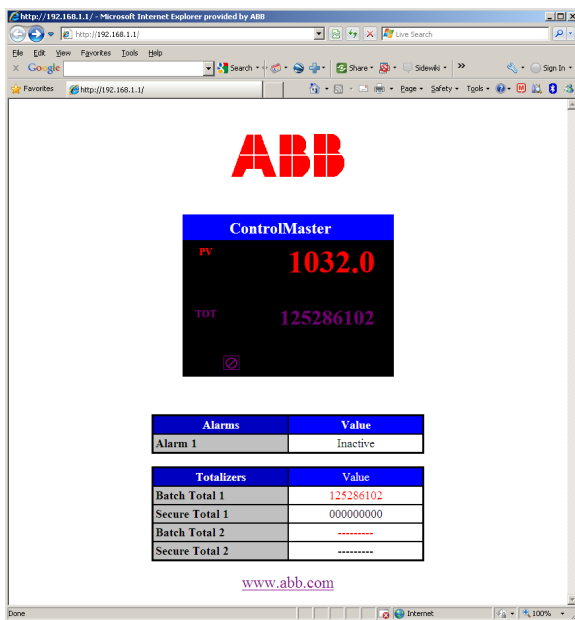 http://192.168.1.1/ - Microsoft Internet Explorer provided by ABB
http://192.168.1.1/ Live Search
File Edit View Favorites Tools Help
x Google Search Share Sidewiki Sign In
Favorites http://192.168.1.1/ Page Safety Tools
ABB
ControlMaster
PV 1032.0
TOT 125286102
Alarms Value
Alarm 1 Inactive
Totalizers Value
Batch Total 1 125286102
Secure Total 1 000000000
Batch Total 2 ---------
Secure Total 2 ---------
www.abb.com
Done Internet 100%